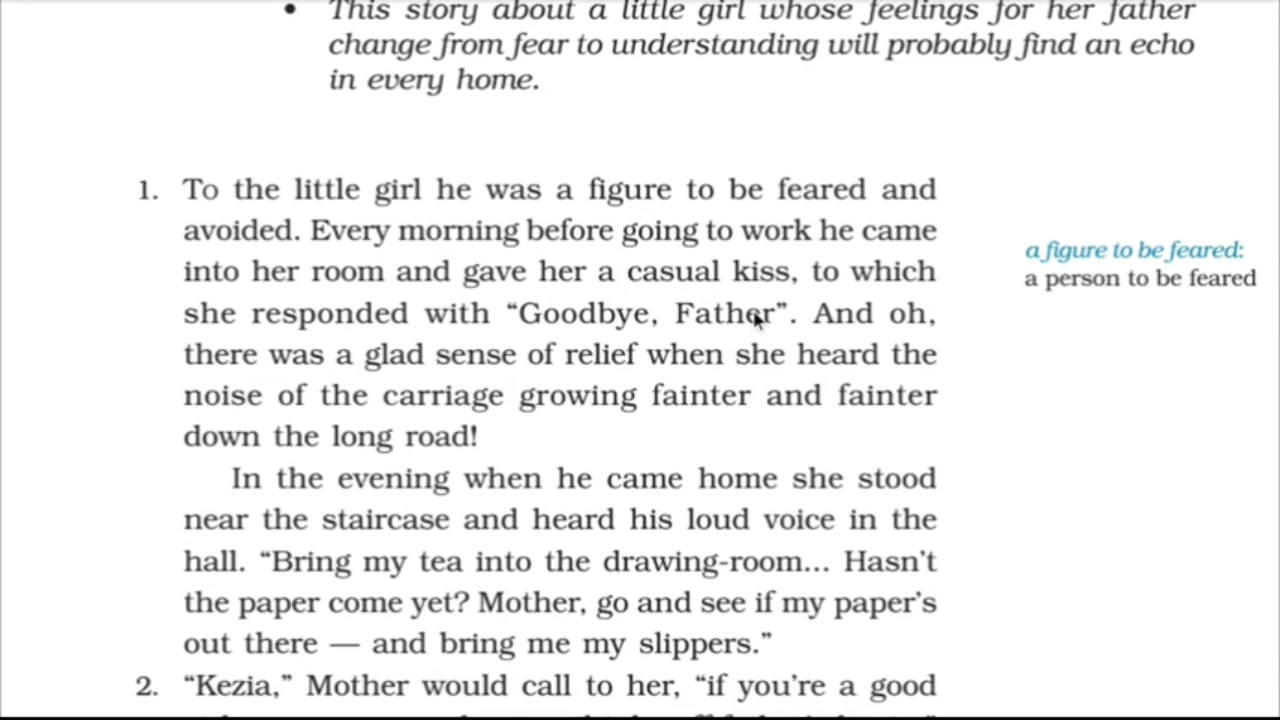 • This story about a little girl whose feelings for her father
change from fear to understanding will probably find an echo
in every home.
1. To the little girl he was a figure to be feared and
avoided. Every morning before going to work he came
into her room and gave her a casual kiss, to which
she responded with “Goodbye, Father”. And oh,
there was a glad sense of relief when she heard the
noise of the carriage growing fainter and fainter
down the long road!
a figure to be feared:
a person to be feared
In the evening when he came home she stood
near the staircase and heard his loud voice in the
hall. “Bring my tea into the drawing-room... Hasn’t
the paper come yet? Mother, go and see if my paper’s
out there — and bring me my slippers.”
2. “Kezia,” Mother would call to her, “if you’re a good